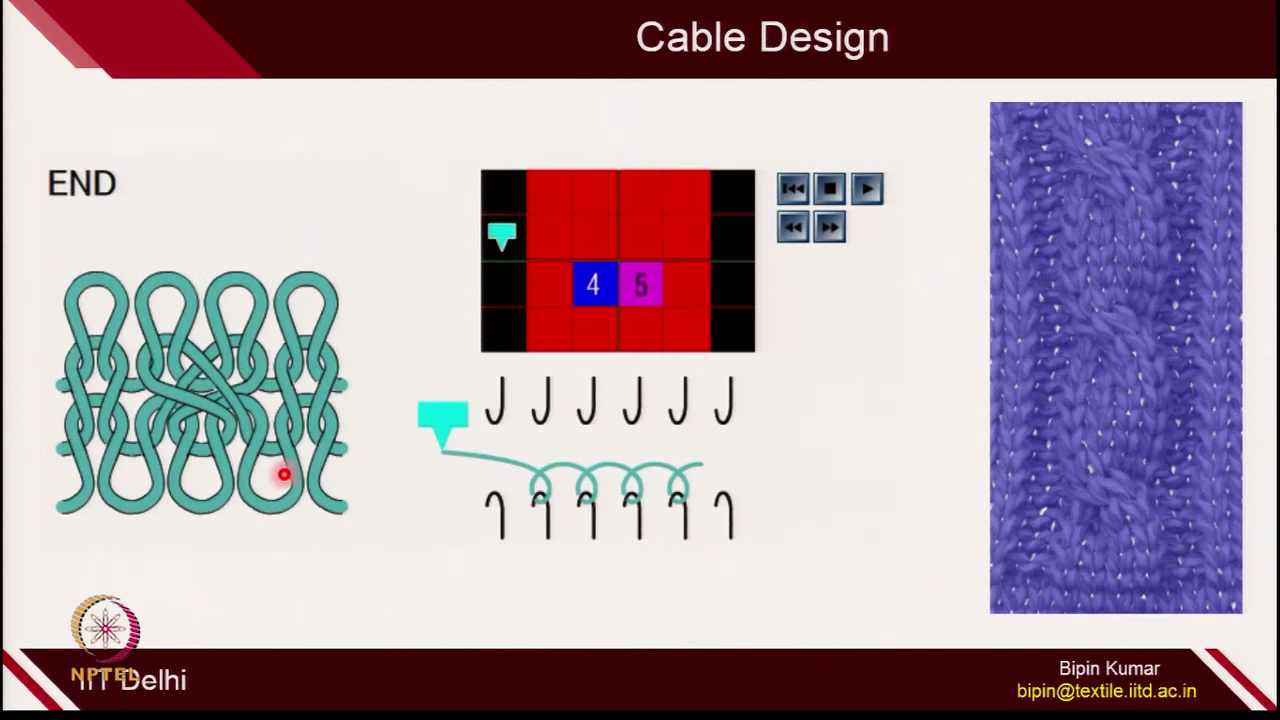 Cable Design
END
4 5
NPTEL
IIT Delhi
Bipin Kumar
bipin@textile.iitd.ac.in